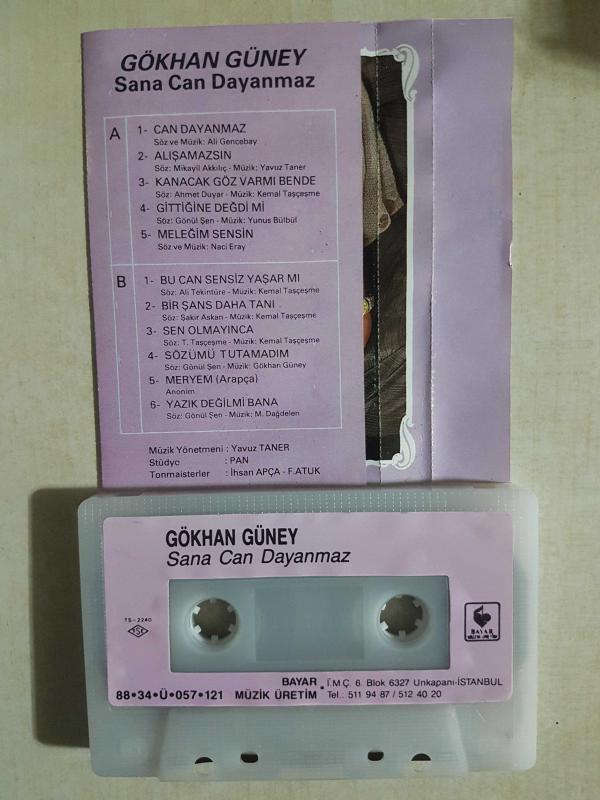 GÖKHAN GÜNEY
Sana Can Dayanmaz
A
1- CAN DAYANMAZ
Söz ve Müzik: Ali Gencebay
2- ALIŞAMAZSIN
Söz: Mikayil Akkılıç - Müzik: Yavuz Taner
3- KANACAK GÖZ VARMI BENDE
Söz: Ahmet Duyar - Müzik: Kemal Taşçeşme
4- GİTTİĞİNE DEĞDİ Mİ
Söz: Gönül Şen - Müzik: Yunus Bülbül
5- MELEĞİM SENSİN
Söz ve Müzik: Naci Eray
B
1- BU CAN SENSİZ YAŞAR MI
Söz: Ali Tekintüre - Müzik: Kemal Taşçeşme
2- BİR ŞANS DAHA TANI
Söz: Şakir Askan - Müzik: Kemal Taşçeşme
3- SEN OLMAYINCA
Söz: T. Taşçeşme - Müzik: Kemal Taşçeşme
4- SÖZÜMÜ TUTAMADIM
Söz: Gönül Şen - Müzik: Gökhan Güney
5- MERYEM (Arapça)
Anonim
6- YAZIK DEĞİLMİ BANA
Söz: Gönül Şen - Müzik: M. Dağdelen
Müzik Yönetmeni : Yavuz TANER
Stüdyo : PAN
Tonmaisterler : İhsan APÇA - F.ATUK
GÖKHAN GÜNEY
Sana Can Dayanmaz
TS-2240
TSE
BAYAR
BAYAR İ.M.Ç. 6. Blok 6327 Unkapanı-İSTANBUL
88•34•Ü•057•121 MÜZİK ÜRETİM • Tel.: 511 94 87 / 512 40 20